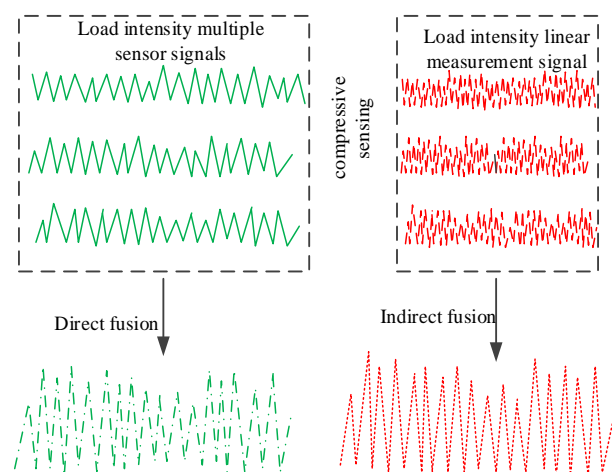 Load intensity multiple
sensor signals
compressive
sensing
Load intensity linear
measurement signal
Direct fusion
Indirect fusion